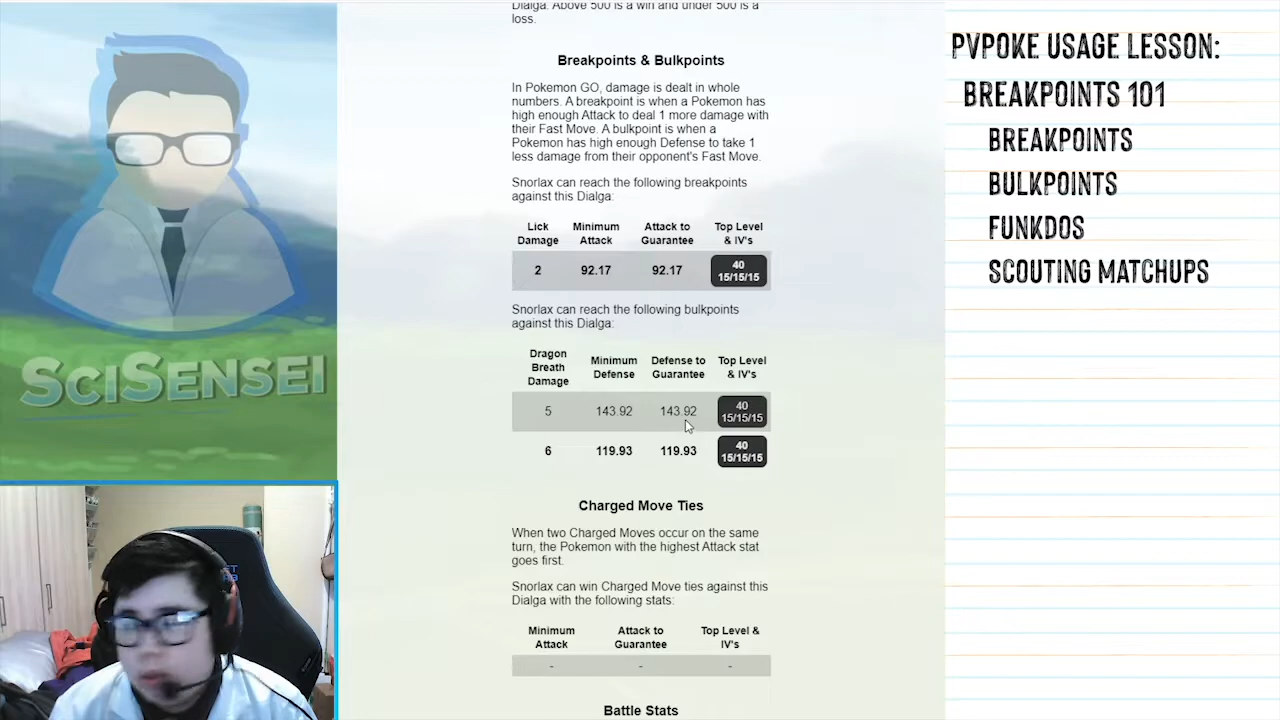 Dialga. Above 500 is a win and under 500 is a
loss.
Breakpoints & Bulkpoints
In Pokemon GO, damage is dealt in whole
numbers. A breakpoint is when a Pokemon has
high enough Attack to deal 1 more damage with
their Fast Move. A bulkpoint is when a
Pokemon has high enough Defense to take 1
less damage from their opponent's Fast Move.
Snorlax can reach the following breakpoints
against this Dialga:
Lick Damage Minimum Attack Attack to Guarantee Top Level & IV's
2 92.17 92.17 40 15/15/15
Snorlax can reach the following bulkpoints
against this Dialga:
Dragon Breath Damage Minimum Defense Defense to Guarantee Top Level & IV's
5 143.92 143.92 40 15/15/15
6 119.93 119.93 40 15/15/15
Charged Move Ties
When two Charged Moves occur on the same
turn, the Pokemon with the highest Attack stat
goes first.
Snorlax can win Charged Move ties against this
Dialga with the following stats:
Minimum Attack Attack to Guarantee Top Level & IV's
- - -
Battle Stats
PVPOKE USAGE LESSON:
BREAKPOINTS 101
BREAKPOINTS
BULKPOINTS
FUNKDOS
SCOUTING MATCHUPS
SCISENSEI